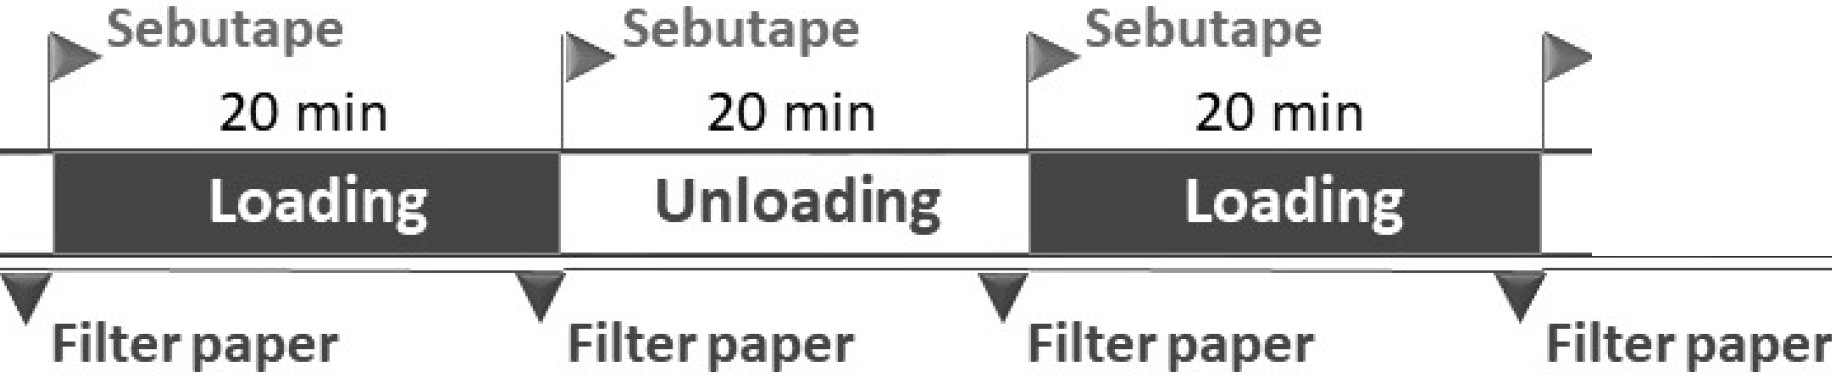 Sebutape Sebutape Sebutape
20 min 20 min 20 min
Loading Unloading Loading
Filter paper Filter paper Filter paper Filter paper